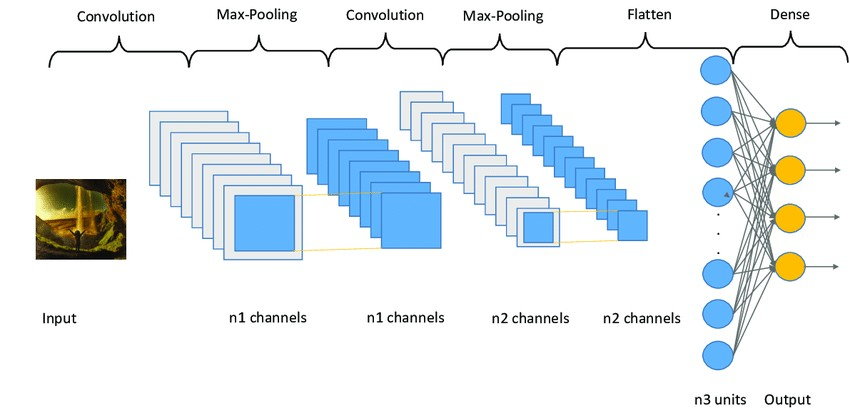 Convolution
Max-Pooling
Convolution
Max-Pooling
Flatten
Dense
Input
n1 channels
n1 channels
n2 channels
n2 channels
n3 units
Output